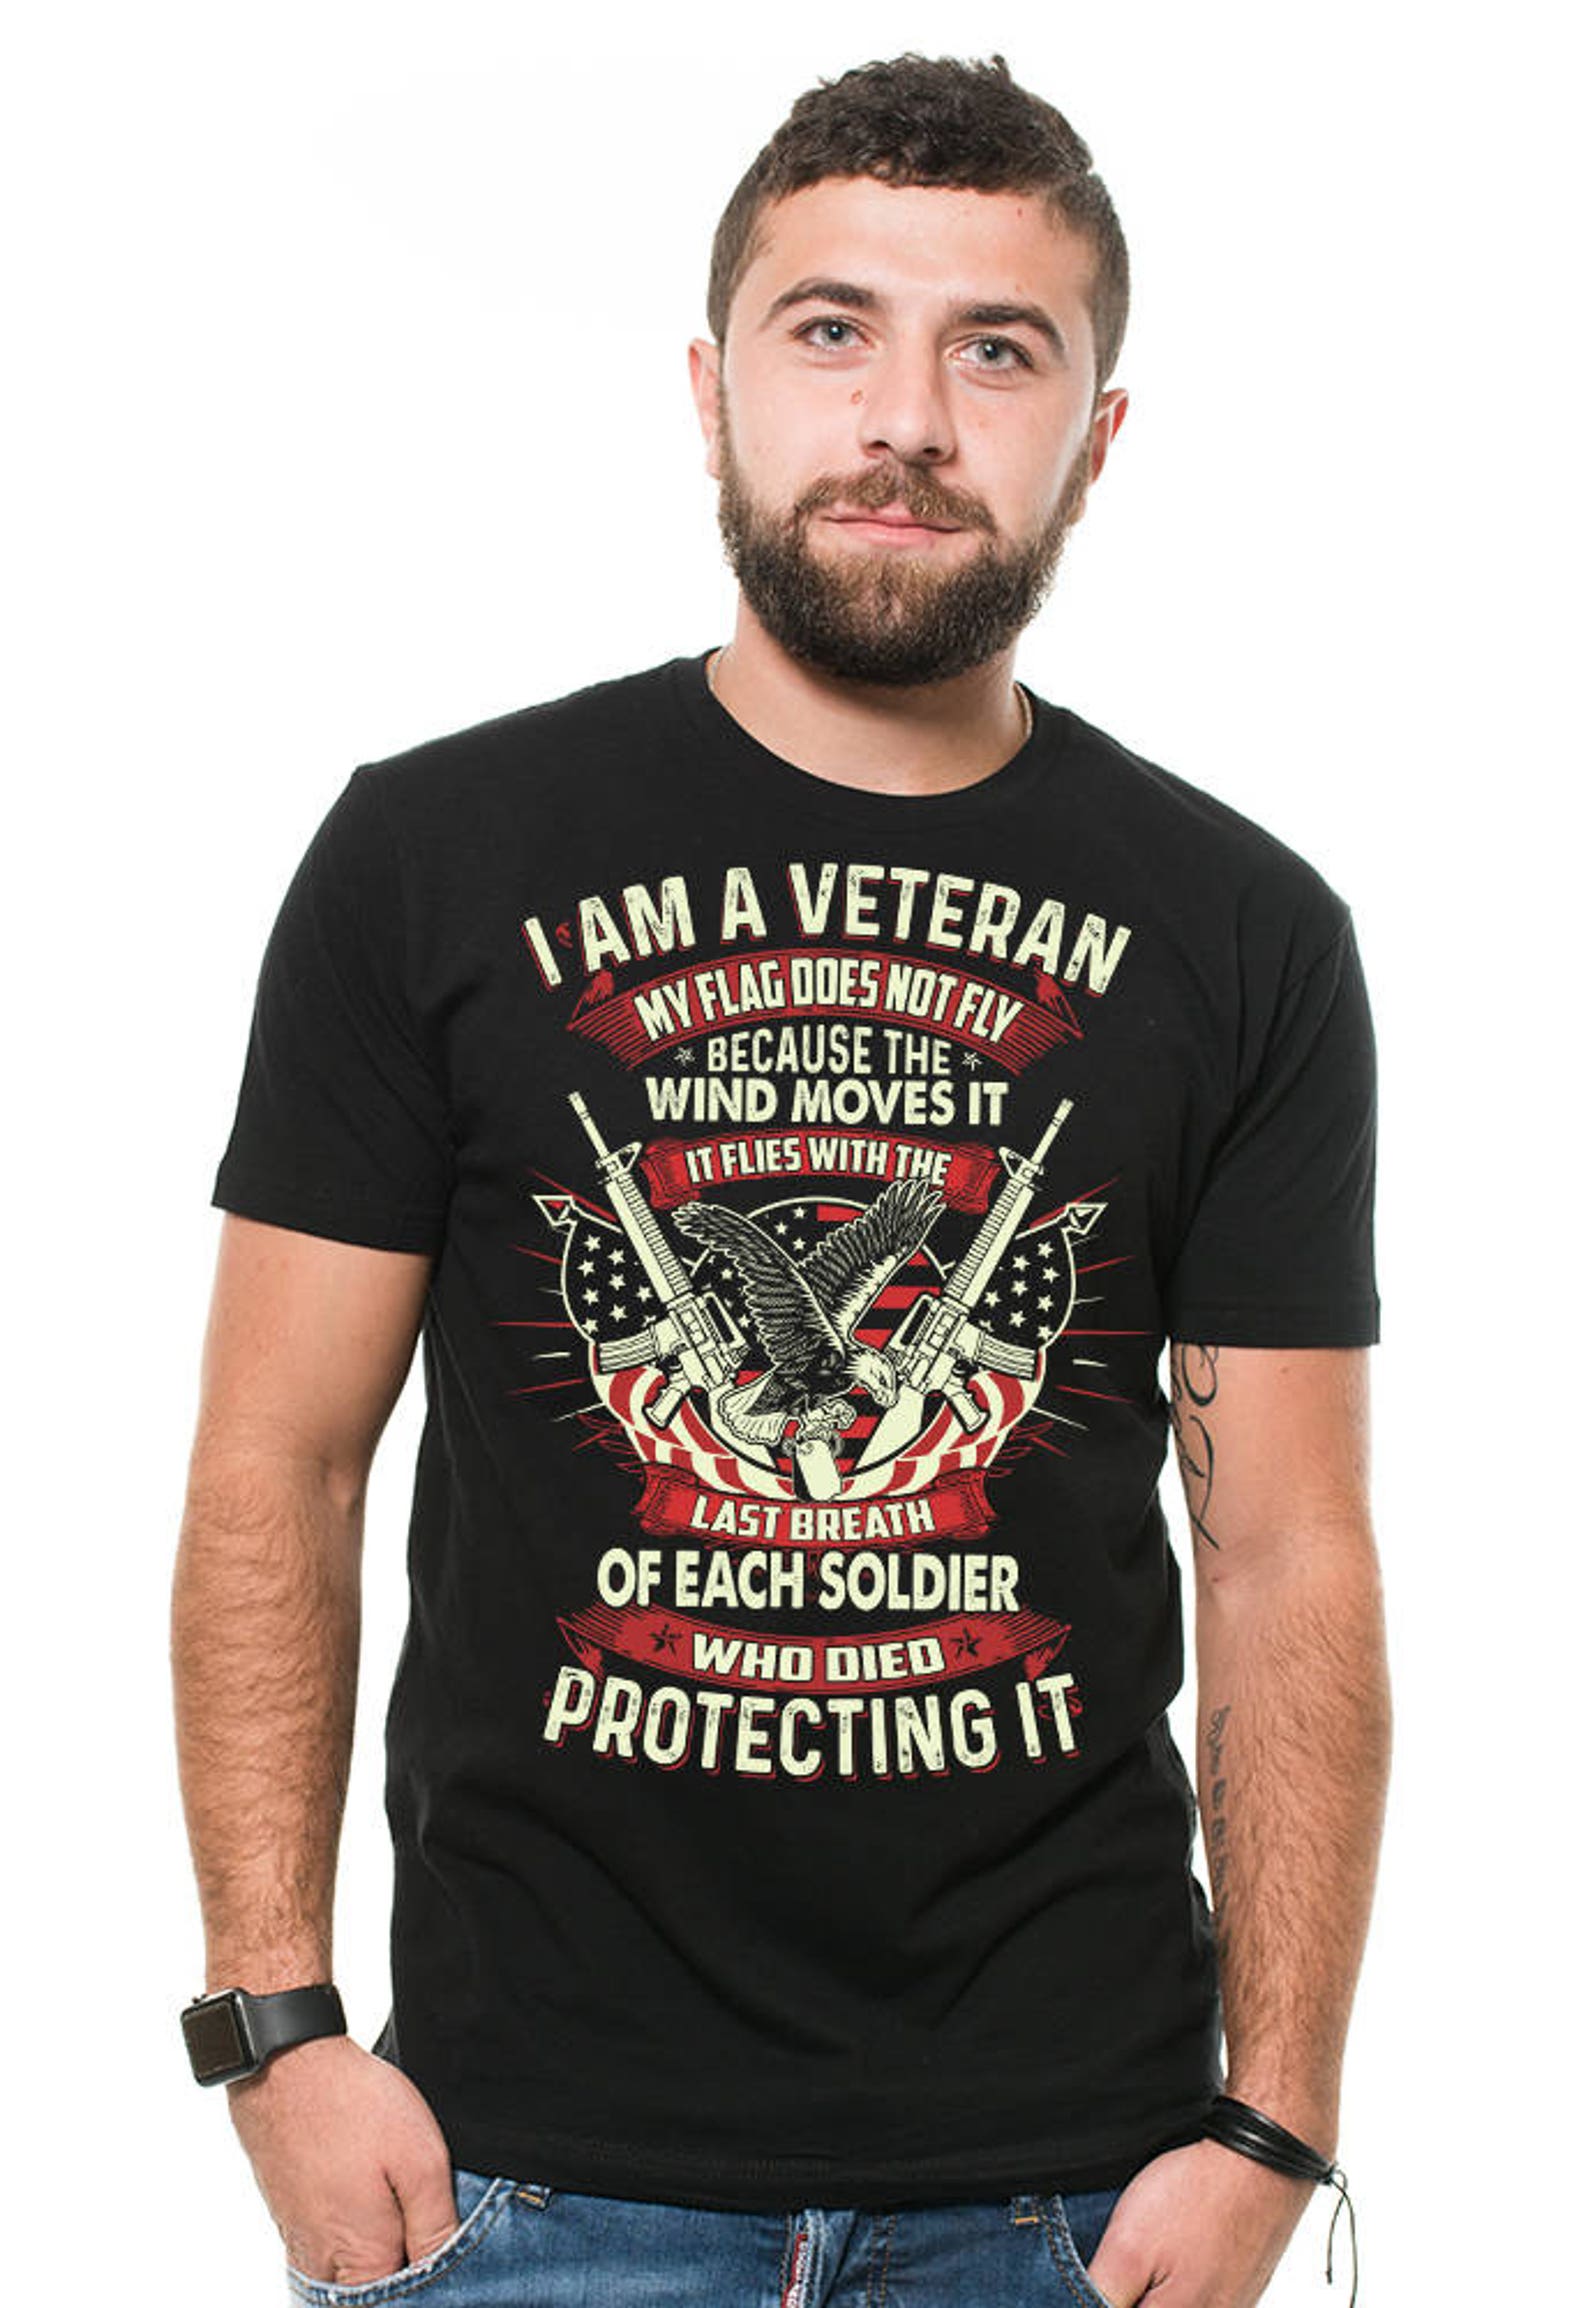 I AM A VETERAN
MY FLAG DOES NOT FLY
BECAUSE THE
WIND MOVES IT
IT FLIES WITH THE
LAST BREATH
OF EACH SOLDIER
WHO DIED
PROTECTING IT